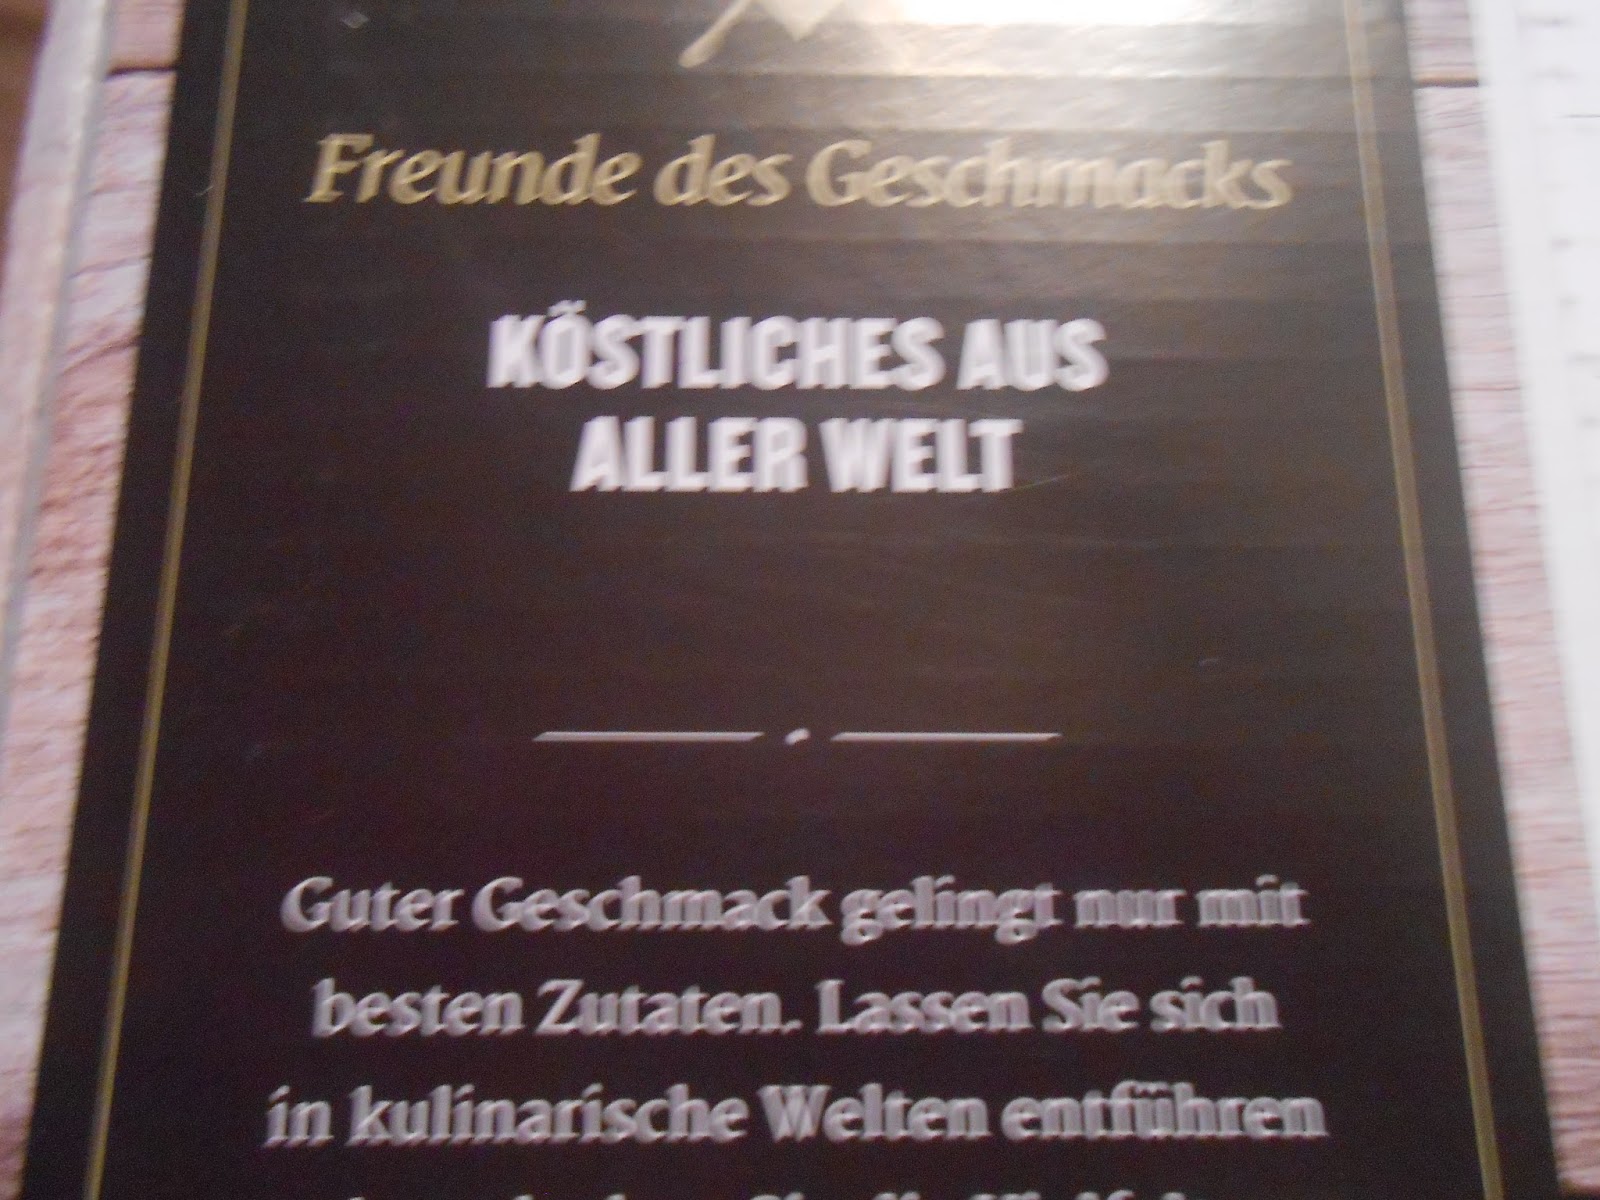 Freunde des Geschmacks
KÖSTLICHES AUS
ALLER WELT
Guter Geschmack gelingt nur mit
besten Zutaten. Lassen Sie sich
in kulinarische Welten entführen